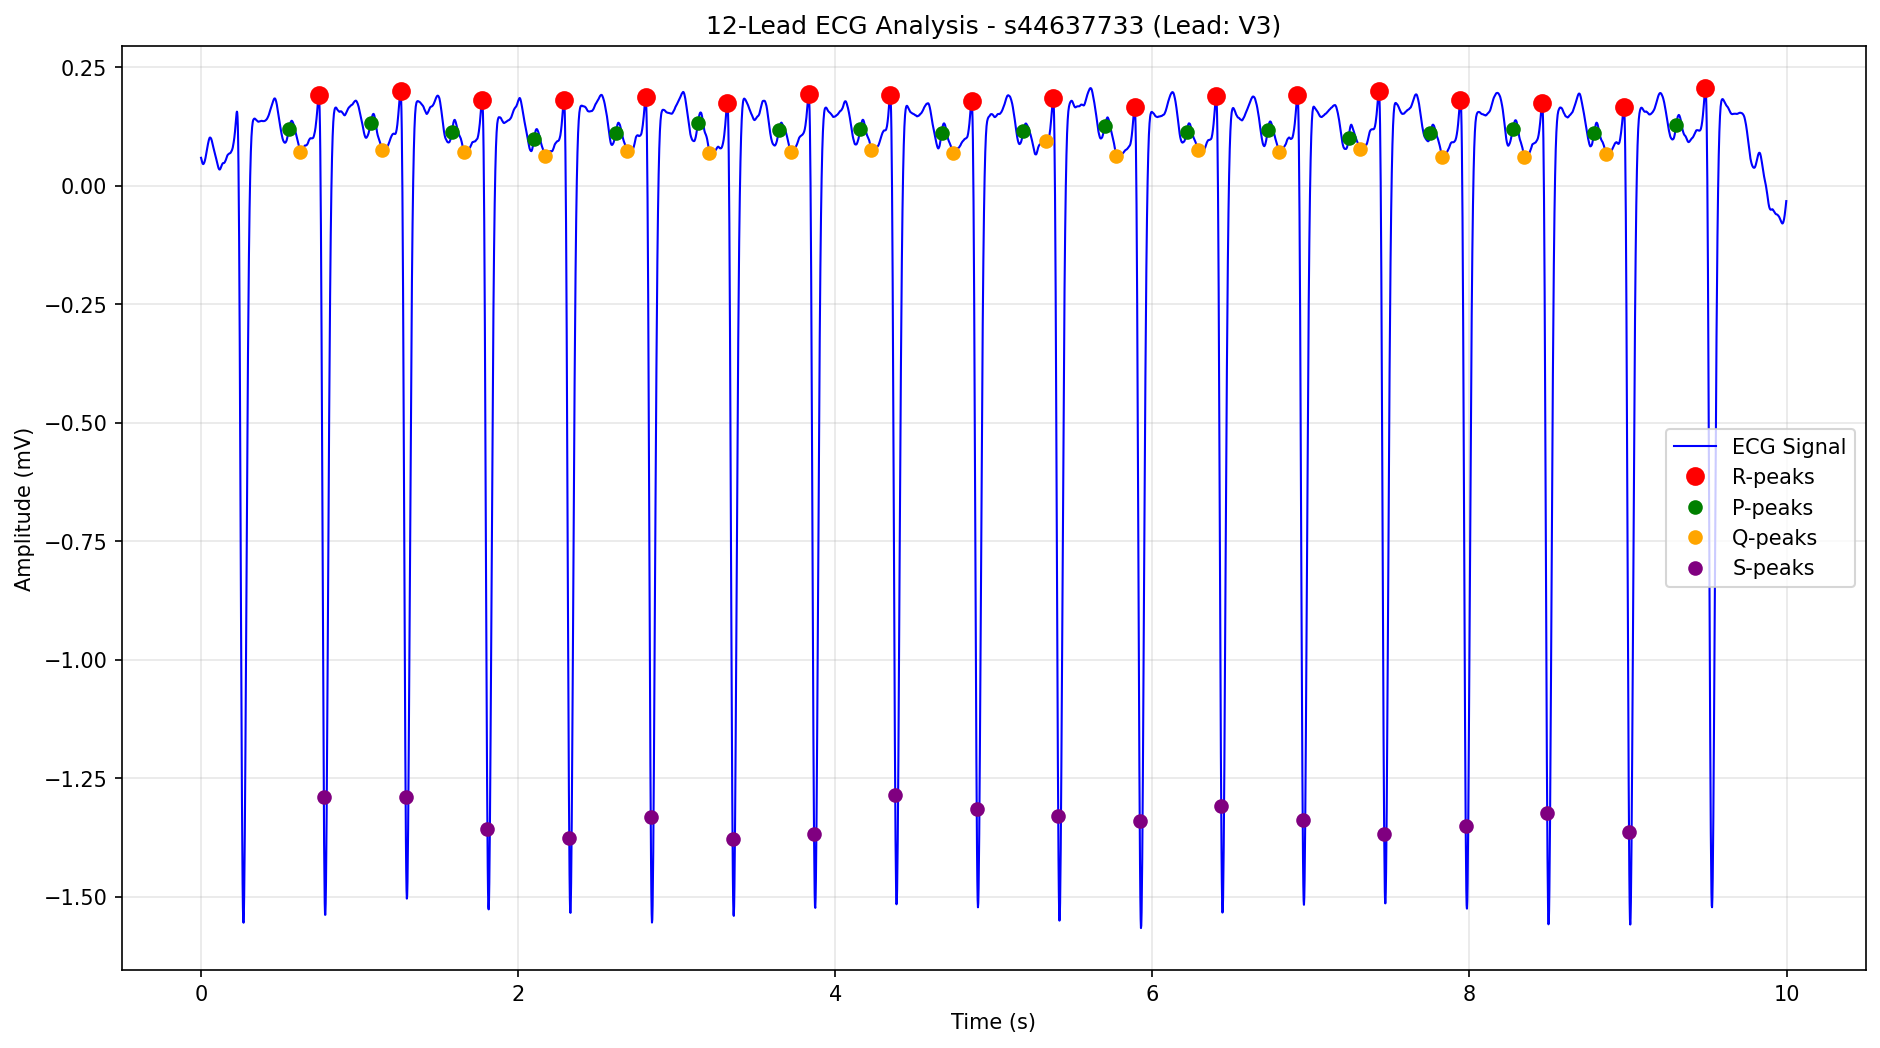 12-Lead ECG Analysis - s44637733 (Lead: V3)
Amplitude (mV)
0.25
0.00
−0.25
−0.50
−0.75
−1.00
−1.25
−1.50
ECG Signal
R-peaks
P-peaks
Q-peaks
S-peaks
0 2 4 6 8 10
Time (s)